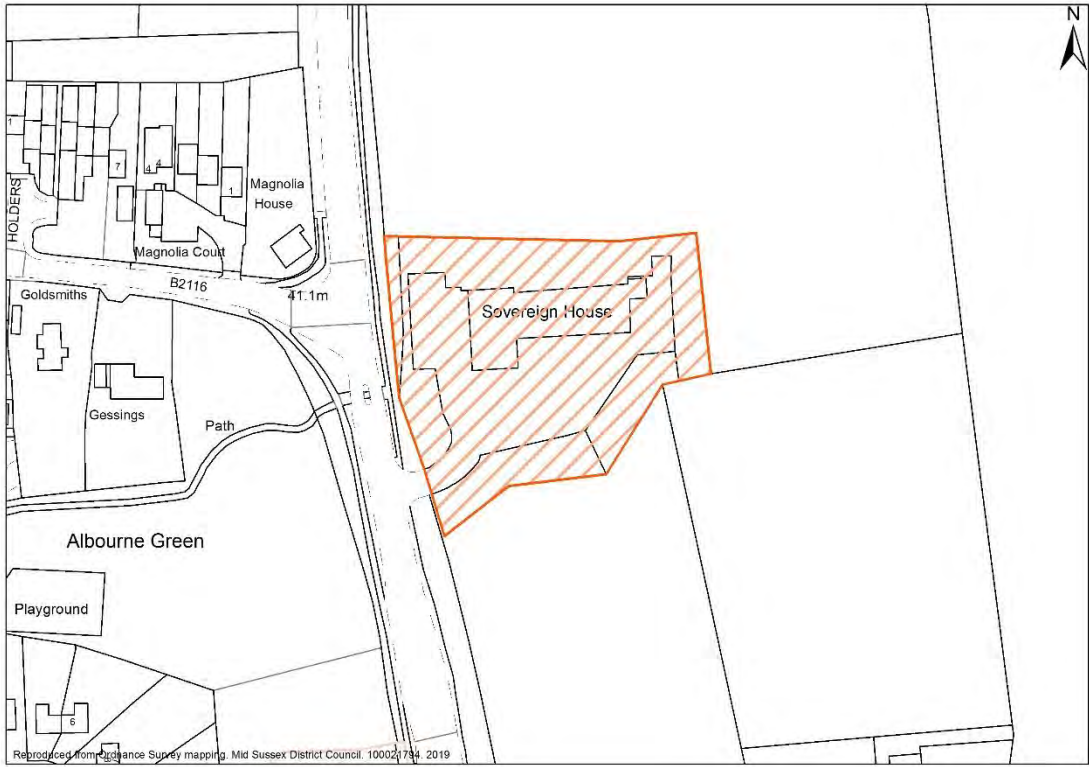 N
1
HOLDERS
7
4
4
1
Magnolia
House
Magnolia Court
B2116
41.1m
Goldsmiths
Sovereign House
Gessings
Path
Albourne Green
Playground
6
Reproduced from Ordnance Survey mapping. Mid Sussex District Council. 100021794. 2019